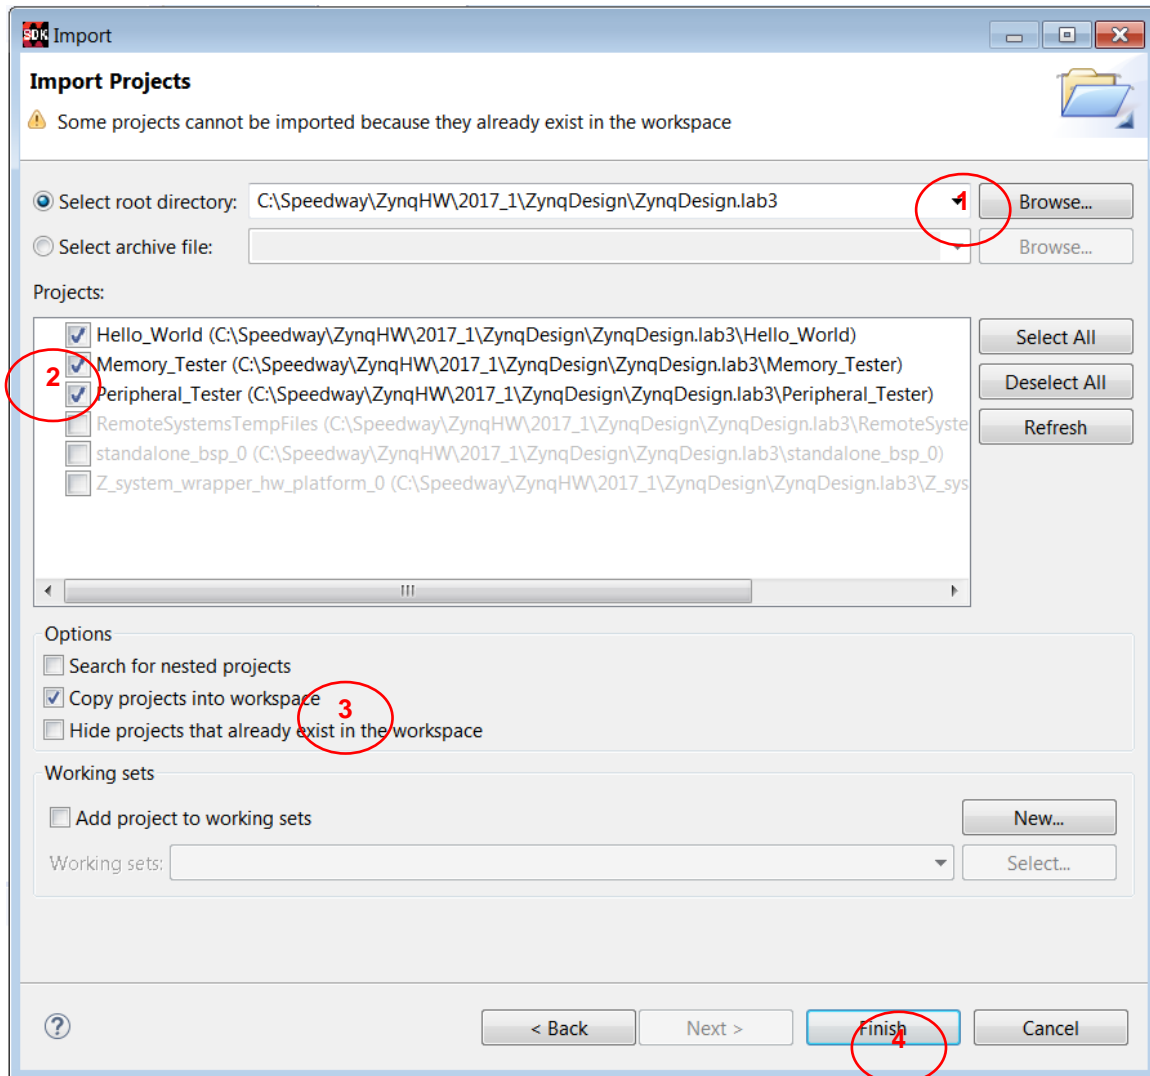 SDK Import
Import Projects
Some projects cannot be imported because they already exist in the workspace
Select root directory: C:\Speedway\ZynqHW\2017_1\ZynqDesign\ZynqDesign.lab3 1 Browse...
Select archive file: Browse...
Projects:
Hello_World (C:\Speedway\ZynqHW\2017_1\ZynqDesign\ZynqDesign.lab3\Hello_World)
Select All
2 Memory_Tester (C:\Speedway\ZynqHW\2017_1\ZynqDesign\ZynqDesign.lab3\Memory_Tester)
Peripheral_Tester (C:\Speedway\ZynqHW\2017_1\ZynqDesign\ZynqDesign.lab3\Peripheral_Tester)
Deselect All
RemoteSystemsTempFiles (C:\Speedway\ZynqHW\2017_1\ZynqDesign\ZynqDesign.lab3\RemoteSyste
Refresh
standalone_bsp_0 (C:\Speedway\ZynqHW\2017_1\ZynqDesign\ZynqDesign.lab3\standalone_bsp_0)
Z_system_wrapper_hw_platform_0 (C:\Speedway\ZynqHW\2017_1\ZynqDesign\ZynqDesign.lab3\Z_sys
Options
Search for nested projects
Copy projects into workspace
3
Hide projects that already exist in the workspace
Working sets
Add project to working sets New...
Working sets: Select...
? < Back Next > Finish Cancel
4